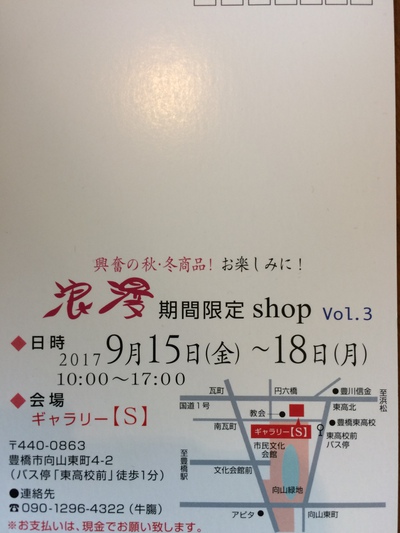 興奮の秋・冬商品! お楽しみに!
浪漫 期間限定 shop Vol.3
◆日時
2017 9月15日(金) ～18日(月)
10:00～17:00
◆会場
ギャラリー【S】
〒440-0863
豊橋市向山東町4-2
(バス停「東高校前」徒歩1分)
●連絡先
☎090-1296-4322 (牛腸)
※お支払いは、現金でお願い致します。
瓦町
円六橋
●豊川信金
至浜松
国道1号
教会●
東高北
南瓦町
ギャラリー【S】
●豊橋東高校
東高校前
バス停
市民文化
会館
至豊橋駅
文化会館前
向山緑地
アピタ●
向山東町